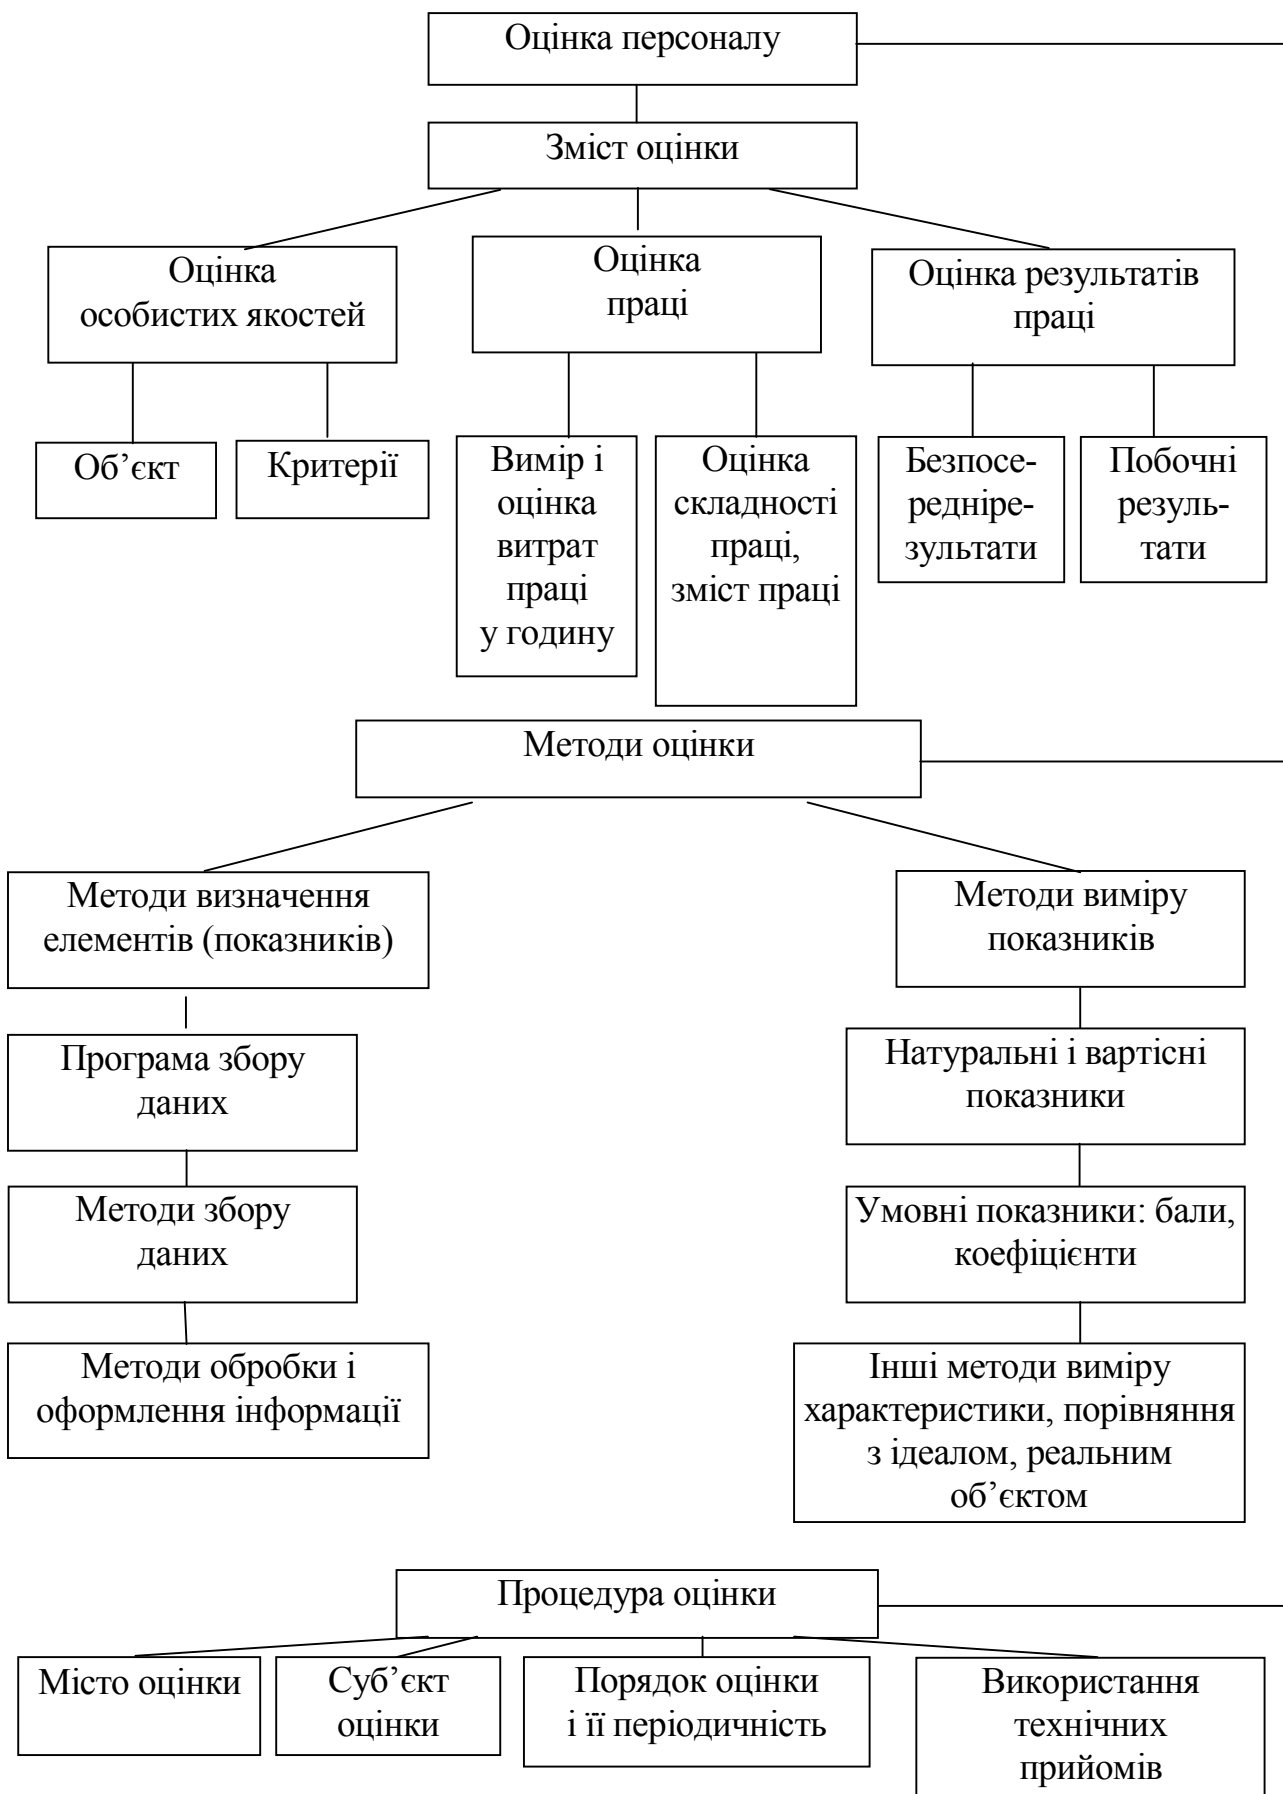 Оцінка персоналу
Зміст оцінки
Оцінка
особистих якостей
Оцінка
праці
Оцінка результатів
праці
Об’єкт
Критерії
Вимір і
оцінка
витрат
праці
у годину
Оцінка
складності
праці,
зміст праці
Безпосе-
реднірe-
зультати
Побочні
резуль-
тати
Методи оцінки
Методи визначення
елементів (показників)
Програма збору
даних
Методи збору
даних
Методи обробки і
оформлення інформації
Методи виміру
показників
Натуральні і вартісні
показники
Умовні показники: бали,
коефіцієнти
Інші методи виміру
характеристики, порівняння
з ідеалом, реальним
об’єктом
Процедура оцінки
Місто оцінки
Суб’єкт
оцінки
Порядок оцінки
і її періодичність
Використання
технічних
прийомів